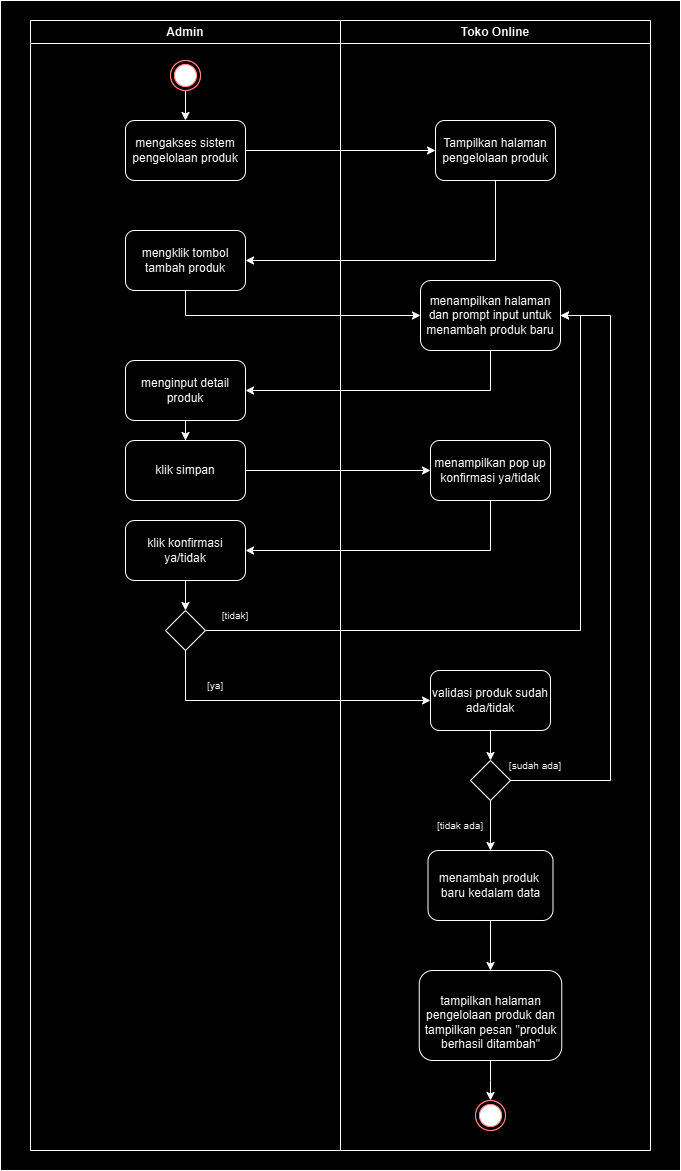 Admin
Toko Online
mengakses sistem
pengelolaan produk
Tampilkan halaman
pengelolaan produk
mengklik tombol
tambah produk
menampilkan halaman
dan prompt input untuk
menambah produk baru
menginput detail
produk
klik simpan
menampilkan pop up
konfirmasi ya/tidak
klik konfirmasi
ya/tidak
[tidak]
[ya]
validasi produk sudah
ada/tidak
[sudah ada]
[tidak ada]
menambah produk
baru kedalam data
tampilkan halaman
pengelolaan produk dan
tampilkan pesan "produk
berhasil ditambah"